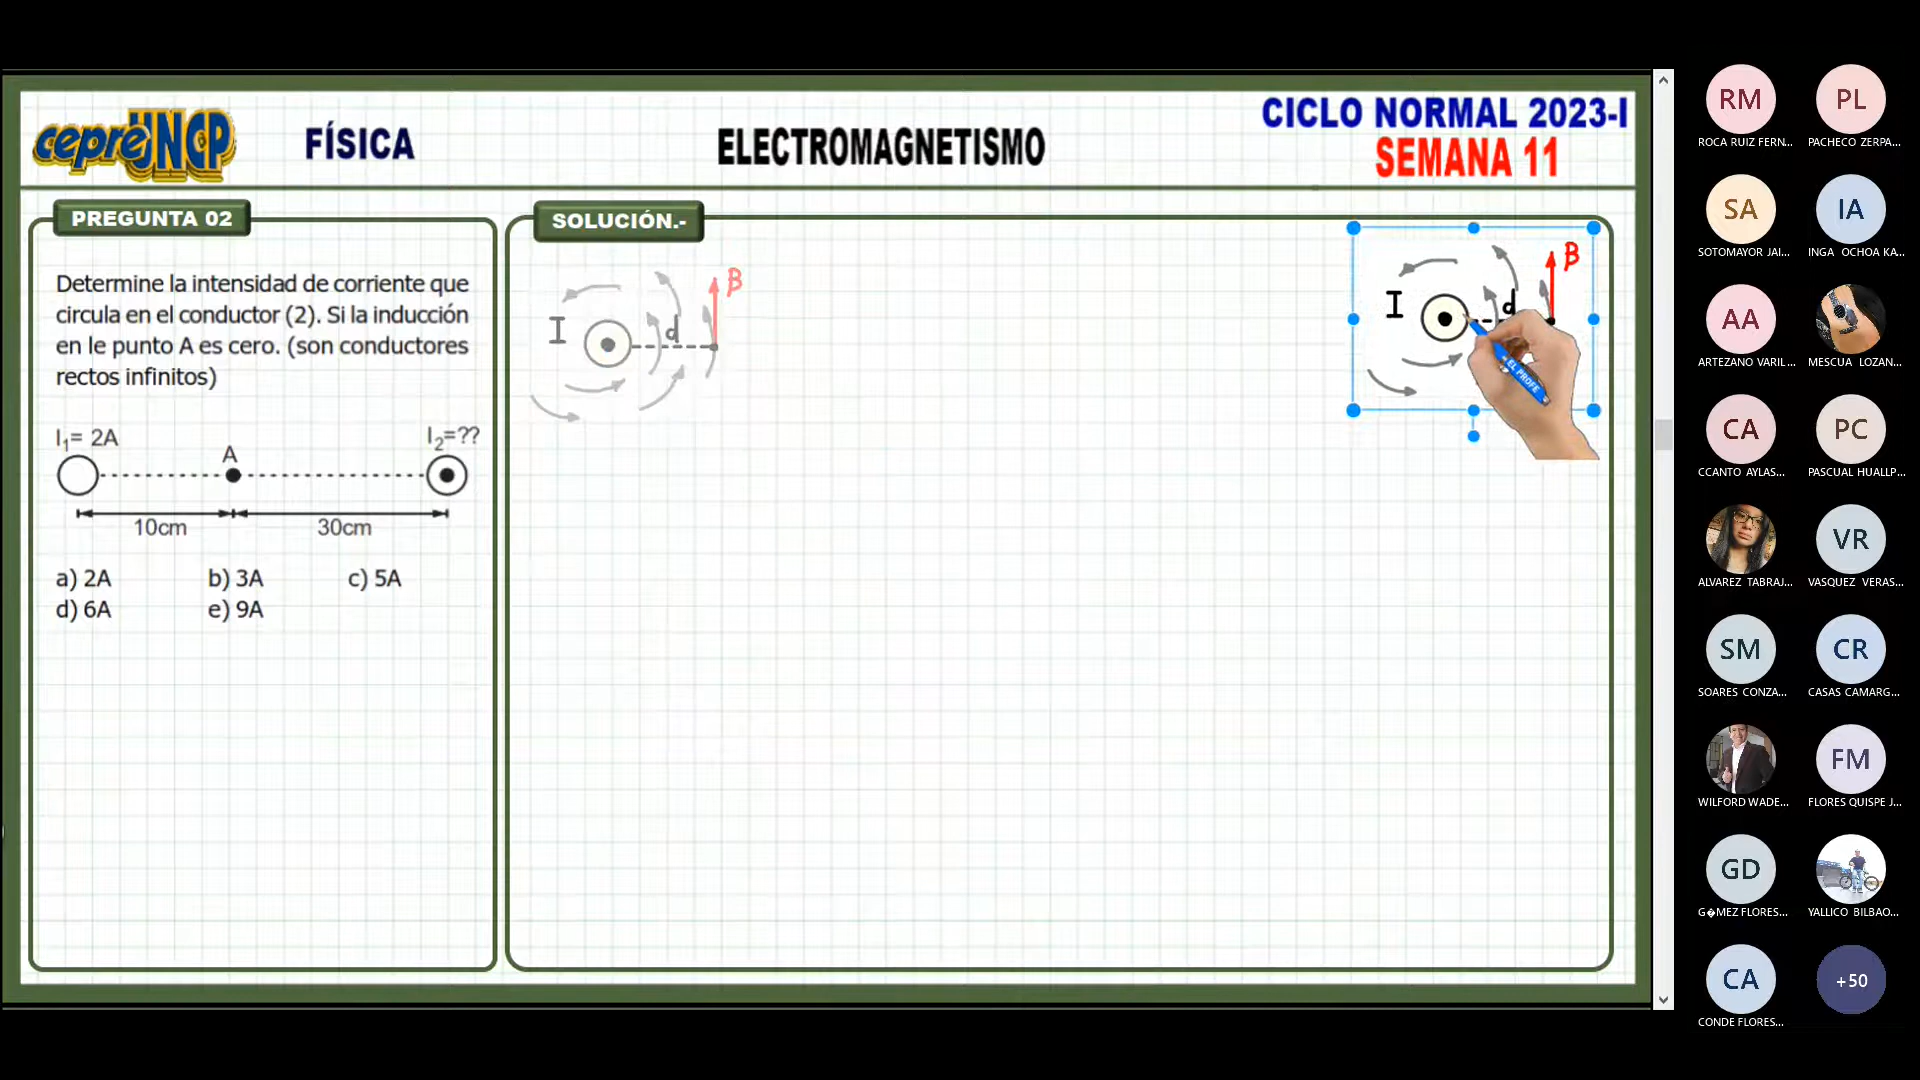 cepreUNCP
FÍSICA
ELECTROMAGNETISMO
CICLO NORMAL 2023-I
SEMANA 11
PREGUNTA 02
Determine la intensidad de corriente que
circula en el conductor (2). Si la inducción
en le punto A es cero. (son conductores
rectos infinitos)
I1= 2A
A
I2=??
10cm
30cm
a) 2A b) 3A c) 5A
d) 6A e) 9A
SOLUCIÓN.-
I
d
B
I
d
B
EL PROFE
RM
ROCA RUIZ FERN...
PL
PACHECO ZERPA...
SA
SOTOMAYOR JAI...
IA
INGA OCHOA KA...
AA
ARTEZANO VARIL...
MESCUA LOZAN...
CA
CCANTO AYLAS...
PC
PASCUAL HUALLP...
ALVAREZ TABRAJ...
VR
VASQUEZ VERAS...
SM
SOARES CONZA...
CR
CASAS CAMARG...
WILFORD WADE...
FM
FLORES QUISPE J...
GD
G�MEZ FLORES...
YALLICO BILBAO...
CA
CONDE FLORES...
+50